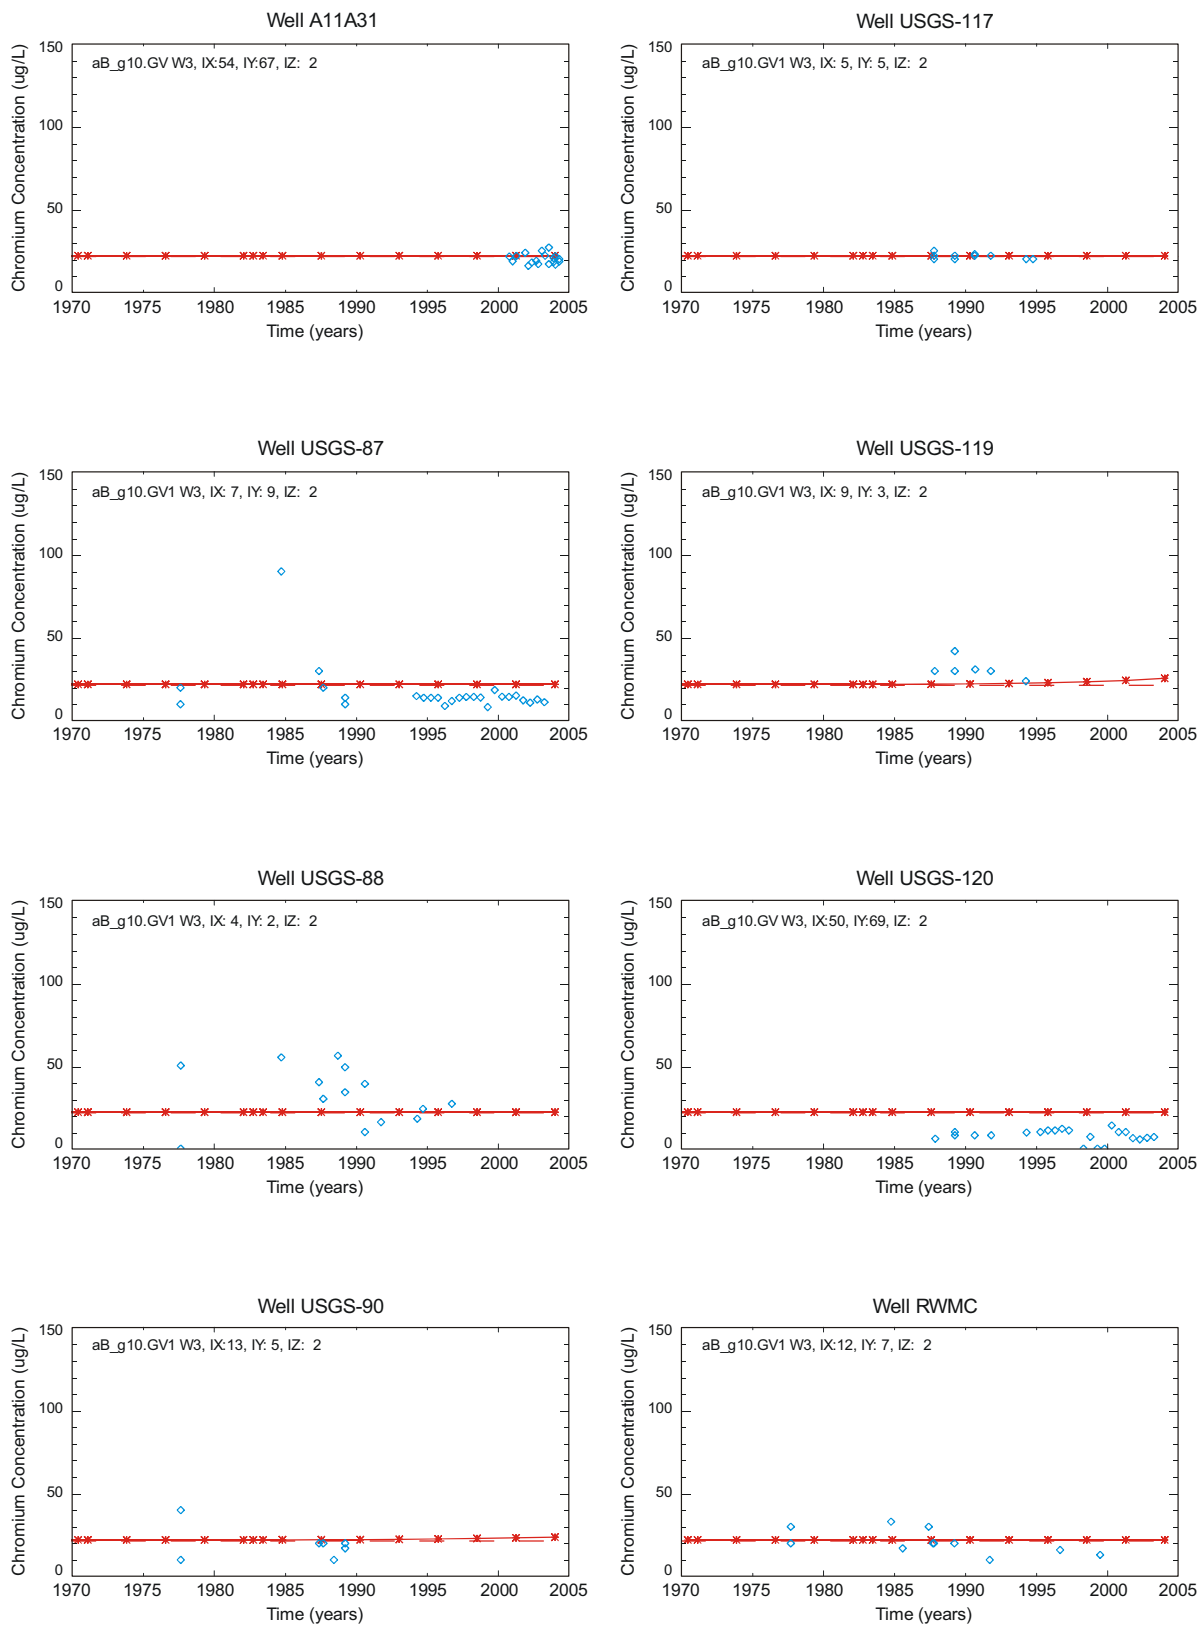 Well A11A31
Chromium Concentration (ug/L)
150
100
50
0
aB_g10.GV W3, IX:54, IY:67, IZ: 2
1970 1975 1980 1985 1990 1995 2000 2005
Time (years)
Well USGS-117
Chromium Concentration (ug/L)
150
100
50
0
aB_g10.GV1 W3, IX: 5, IY: 5, IZ: 2
1970 1975 1980 1985 1990 1995 2000 2005
Time (years)
Well USGS-87
Chromium Concentration (ug/L)
150
100
50
0
aB_g10.GV1 W3, IX: 7, IY: 9, IZ: 2
1970 1975 1980 1985 1990 1995 2000 2005
Time (years)
Well USGS-119
Chromium Concentration (ug/L)
150
100
50
0
aB_g10.GV1 W3, IX: 9, IY: 3, IZ: 2
1970 1975 1980 1985 1990 1995 2000 2005
Time (years)
Well USGS-88
Chromium Concentration (ug/L)
150
100
50
0
aB_g10.GV1 W3, IX: 4, IY: 2, IZ: 2
1970 1975 1980 1985 1990 1995 2000 2005
Time (years)
Well USGS-120
Chromium Concentration (ug/L)
150
100
50
0
aB_g10.GV W3, IX:50, IY:69, IZ: 2
1970 1975 1980 1985 1990 1995 2000 2005
Time (years)
Well USGS-90
Chromium Concentration (ug/L)
150
100
50
0
aB_g10.GV1 W3, IX:13, IY: 5, IZ: 2
1970 1975 1980 1985 1990 1995 2000 2005
Time (years)
Well RWMC
Chromium Concentration (ug/L)
150
100
50
0
aB_g10.GV1 W3, IX:12, IY: 7, IZ: 2
1970 1975 1980 1985 1990 1995 2000 2005
Time (years)